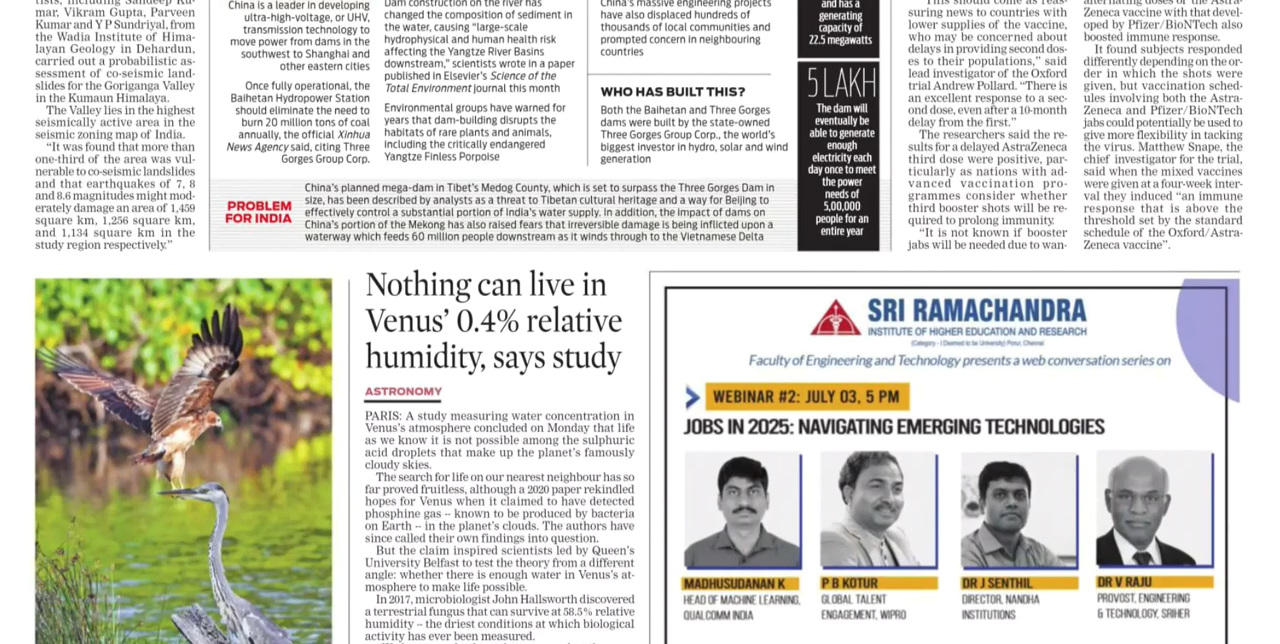 tists, including Sandeep Ku-
mar, Vikram Gupta, Parveen
Kumar and Y P Sundriyal, from
the Wadia Institute of Hima-
layan Geology in Dehardun,
carried out a probabilistic as-
sessment of co-seismic land-
slides for the Goriganga Valley
in the Kumaun Himalaya.
The Valley lies in the highest
seismically active area in the
seismic zoning map of India.
"It was found that more than
one-third of the area was vul-
nerable to co-seismic landslides
and that earthquakes of 7, 8
and 8.6 magnitudes might mod-
erately damage an area of 1,459
square km, 1,256 square km,
and 1,134 square km in the
study region respectively."
China is a leader in developing
ultra-high-voltage, or UHV,
transmission technology to
move power from dams in the
southwest to Shanghai and
other eastern cities
Once fully operational, the
Baihetan Hydropower Station
should eliminate the need to
burn 20 million tons of coal
annually, the official Xinhua
News Agency said, citing Three
Gorges Group Corp.
Dam construction on the river has
changed the composition of sediment in
the water, causing "large-scale
hydrophysical and human health risk
affecting the Yangtze River Basins
downstream," scientists wrote in a paper
published in Elsevier's Science of the
Total Environment journal this month
Environmental groups have warned for
years that dam-building disrupts the
habitats of rare plants and animals,
including the critically endangered
Yangtze Finless Porpoise
China's massive engineering projects
have also displaced hundreds of
thousands of local communities and
prompted concern in neighbouring
countries
WHO HAS BUILT THIS?
Both the Baihetan and Three Gorges
dams were built by the state-owned
Three Gorges Group Corp., the world's
biggest investor in hydro, solar and wind
generation
and has a
generating
capacity of
22.5 megawatts
5 LAKH
The dam will
eventually be
able to generate
enough
electricity each
day once to meet
the power
needs of
5,00,000
people for an
entire year
PROBLEM
FOR INDIA
China's planned mega-dam in Tibet's Medog County, which is set to surpass the Three Gorges Dam in
size, has been described by analysts as a threat to Tibetan cultural heritage and a way for Beijing to
effectively control a substantial portion of India's water supply. In addition, the impact of dams on
China's portion of the Mekong has also raised fears that irreversible damage is being inflicted upon a
waterway which feeds 60 million people downstream as it winds through to the Vietnamese Delta
"This should come as reas-
suring news to countries with
lower supplies of the vaccine,
who may be concerned about
delays in providing second dos-
es to their populations," said
lead investigator of the Oxford
trial Andrew Pollard. "There is
an excellent response to a sec-
ond dose, even after a 10-month
delay from the first."
The researchers said the re-
sults for a delayed AstraZeneca
third dose were positive, par-
ticularly as nations with ad-
vanced vaccination pro-
grammes consider whether
third booster shots will be re-
quired to prolong immunity.
"It is not known if booster
jabs will be needed due to wan-
alternating doses of the Astra-
Zeneca vaccine with that devel-
oped by Pfizer/BioNTech also
boosted immune response.
It found subjects responded
differently depending on the or-
der in which the shots were
given, but vaccination sched-
ules involving both the Astra-
Zeneca and Pfizer/BioNTech
jabs could potentially be used to
give more flexibility in tacking
the virus. Matthew Snape, the
chief investigator for the trial,
said when the mixed vaccines
were given at a four-week inter-
val they induced "an immune
response that is above the
threshold set by the standard
schedule of the Oxford/Astra-
Zeneca vaccine".
Nothing can live in
Venus' 0.4% relative
humidity, says study
ASTRONOMY
PARIS: A study measuring water concentration in
Venus's atmosphere concluded on Monday that life
as we know it is not possible among the sulphuric
acid droplets that make up the planet's famously
cloudy skies.
The search for life on our nearest neighbour has so
far proved fruitless, although a 2020 paper rekindled
hopes for Venus when it claimed to have detected
phosphine gas – known to be produced by bacteria
on Earth – in the planet's clouds. The authors have
since called their own findings into question.
But the claim inspired scientists led by Queen's
University Belfast to test the theory from a different
angle: whether there is enough water in Venus's at-
mosphere to make life possible.
In 2017, microbiologist John Hallsworth discovered
a terrestrial fungus that can survive at 58.5% relative
humidity – the driest conditions at which biological
activity has ever been measured.
SRI RAMACHANDRA
INSTITUTE OF HIGHER EDUCATION AND RESEARCH
(Category - I Deemed to be University) Porur, Chennai
Faculty of Engineering and Technology presents a web conversation series on
WEBINAR #2: JULY 03, 5 PM
JOBS IN 2025: NAVIGATING EMERGING TECHNOLOGIES
MADHUSUDANAN K
HEAD OF MACHINE LEARNING,
QUALCOMM INDIA
P B KOTUR
GLOBAL TALENT
ENGAGEMENT, WIPRO
DR J SENTHIL
DIRECTOR, NANDHA
INSTITUTIONS
DR V RAJU
PROVOST, ENGINEERING
& TECHNOLOGY, SRIHER